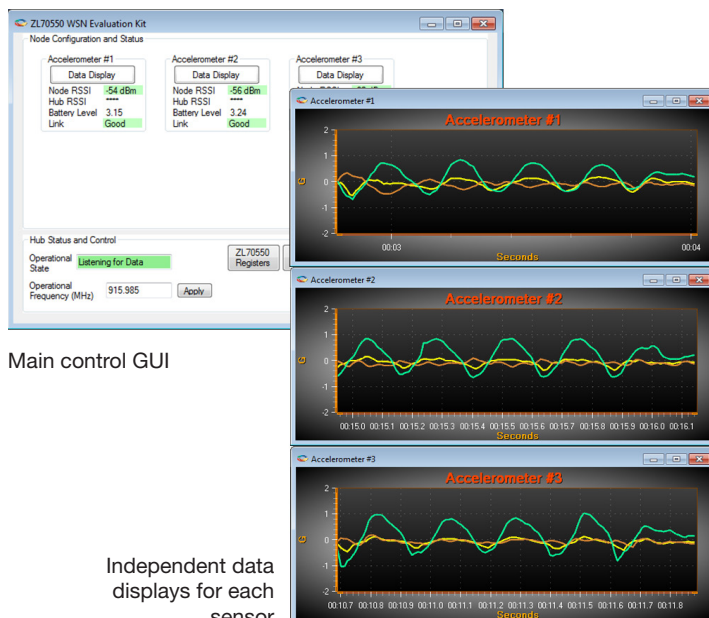 ZL70550 WSN Evaluation Kit
Node Configuration and Status
Accelerometer #1
Data Display
Node RSSI -54 dBm
Hub RSSI ****
Battery Level 3.15
Link Good
Accelerometer #2
Data Display
Node RSSI -56 dBm
Hub RSSI ****
Battery Level 3.24
Link Good
Accelerometer #3
Data Display
Hub Status and Control
Operational State Listening for Data
ZL70550 Registers
Operational Frequency (MHz) 915.985 Apply
Accelerometer #1
Accelerometer #1
2
1
0
-1
-2
G
00:03 00:04
Seconds
Accelerometer #2
Accelerometer #2
2
1
0
-1
-2
G
00:15.0 00:15.1 00:15.2 00:15.3 00:15.4 00:15.5 00:15.6 00:15.7 00:15.8 00:15.9 00:16.0 00:16.1
Seconds
Accelerometer #3
Accelerometer #3
2
1
0
-1
-2
G
00:10.7 00:10.8 00:10.9 00:11.0 00:11.1 00:11.2 00:11.3 00:11.4 00:11.5 00:11.6 00:11.7 00:11.8
Seconds
Main control GUI
Independent data
displays for each
sensor